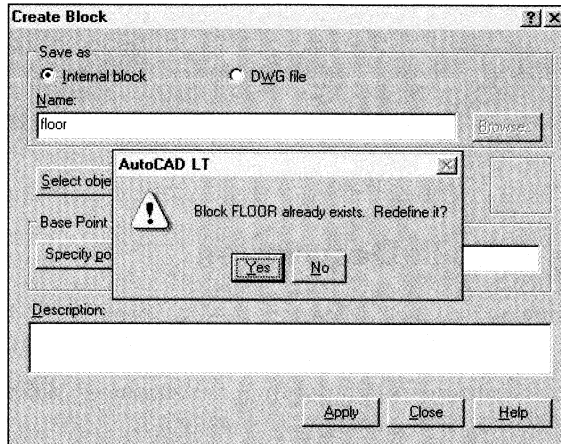 Create Block
Save as
Internal block
DWG file
Name:
floor
Browse...
AutoCAD LT
Select obje
Block FLOOR already exists. Redefine it?
Base Point
Specify po
Yes
No
Description:
Apply
Close
Help